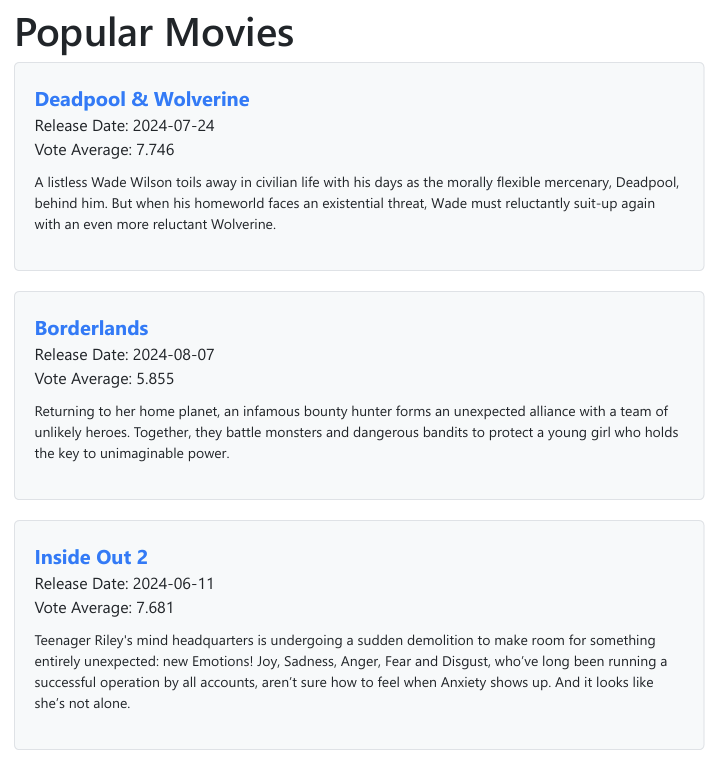 Popular Movies
Deadpool & Wolverine
Release Date: 2024-07-24
Vote Average: 7.746
A listless Wade Wilson toils away in civilian life with his days as the morally flexible mercenary, Deadpool,
behind him. But when his homeworld faces an existential threat, Wade must reluctantly suit-up again
with an even more reluctant Wolverine.
Borderlands
Release Date: 2024-08-07
Vote Average: 5.855
Returning to her home planet, an infamous bounty hunter forms an unexpected alliance with a team of
unlikely heroes. Together, they battle monsters and dangerous bandits to protect a young girl who holds
the key to unimaginable power.
Inside Out 2
Release Date: 2024-06-11
Vote Average: 7.681
Teenager Riley's mind headquarters is undergoing a sudden demolition to make room for something
entirely unexpected: new Emotions! Joy, Sadness, Anger, Fear and Disgust, who’ve long been running a
successful operation by all accounts, aren’t sure how to feel when Anxiety shows up. And it looks like
she’s not alone.